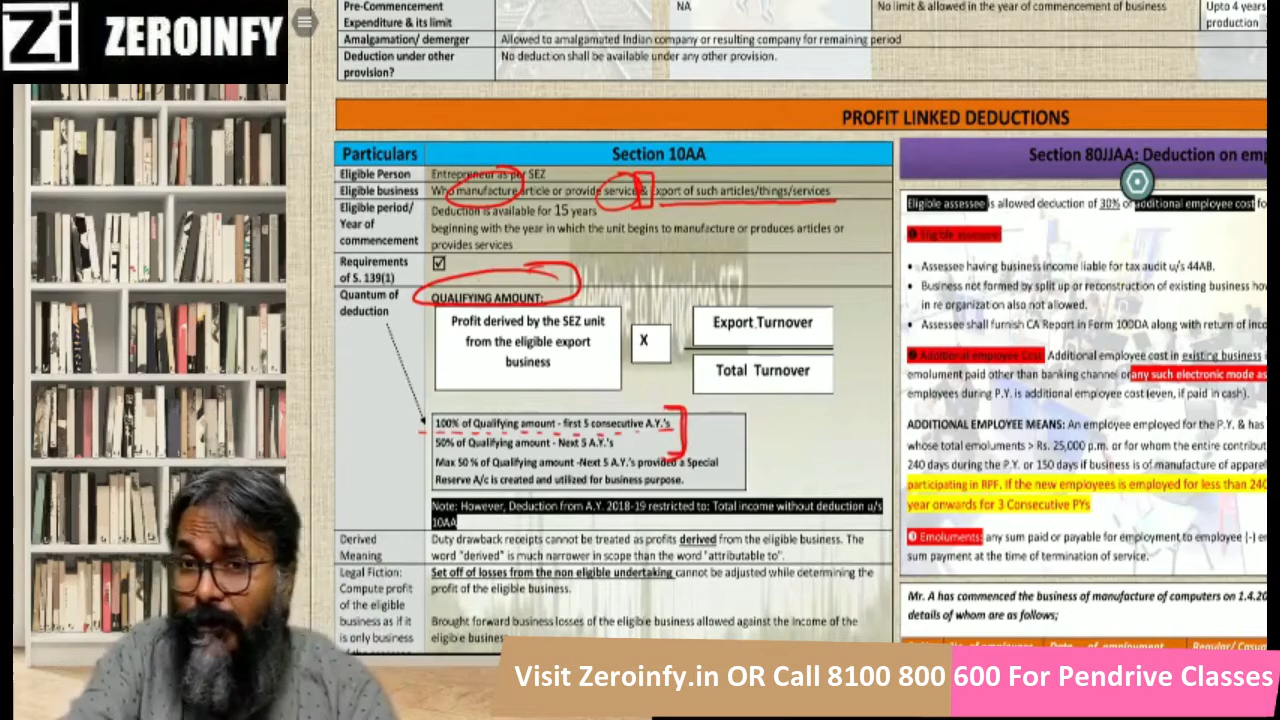 ZEROINFY
Pre-Commencement
Expenditure & its limit
NA
No limit & allowed in the year of commencement of business
Upto 4 years
production
Amalgamation/ demerger
Allowed to amalgamated Indian company or resulting company for remaining period
Deduction under other
provision?
No deduction shall be available under any other provision.
PROFIT LINKED DEDUCTIONS
Particulars
Section 10AA
Eligible Person
Entrepreneur as per SEZ
Eligible business
Who manufacture article or provide service & export of such articles/things/services
Eligible period/
Year of
commencement
Deduction is available for 15 years
beginning with the year in which the unit begins to manufacture or produces articles or
provides services
Requirements
of S. 139(1)
Quantum of
deduction
QUALIFYING AMOUNT:
Profit derived by the SEZ unit
from the eligible export
business
X
Export Turnover
Total Turnover
100% of Qualifying amount - first 5 consecutive A.Y.'s
50% of Qualifying amount - Next 5 A.Y.'s
Max 50 % of Qualifying amount -Next 5 A.Y.'s provided a Special
Reserve A/c is created and utilized for business purpose.
Note: However, Deduction from A.Y. 2018-19 restricted to: Total income without deduction u/s
10AA
Derived
Meaning
Duty drawback receipts cannot be treated as profits derived from the eligible business. The
word "derived" is much narrower in scope than the word "attributable to".
Legal Fiction:
Compute profit
of the eligible
business as if it
is only business
Set off of losses from the non eligible undertaking cannot be adjusted while determining the
profit of the eligible business.
Brought forward business losses of the eligible business allowed against the income of the
eligible business
Section 80JJAA: Deduction on emp
Eligible assessee is allowed deduction of 30% of additional employee cost fo
Eligible assessee:
• Assessee having business income liable for tax audit u/s 44AB.
• Business not formed by split up or reconstruction of existing business ho
in re organization also not allowed.
• Assessee shall furnish CA Report in Form 10DDA along with return of inco
Additional employee Cost: Additional employee cost in existing business
emolument paid other than banking channel or any such electronic mode as
employees during P.Y. is additional employee cost (even, if paid in cash).
ADDITIONAL EMPLOYEE MEANS: An employee employed for the P.Y. & has
whose total emoluments > Rs. 25,000 p.m. or for whom the entire contribut
240 days during the P.Y. or 150 days if business is of manufacture of appare
participating in RPF. If the new employees is employed for less than 240
year onwards for 3 Consecutive PYs
Emoluments: any sum paid or payable for employment to employee (-) e
sum payment at the time of termination of service.
Mr. A has commenced the business of manufacture of computers on 1.4.20
details of whom are as follows;
Visit Zeroinfy.in OR Call 8100 800 600 For Pendrive Classes